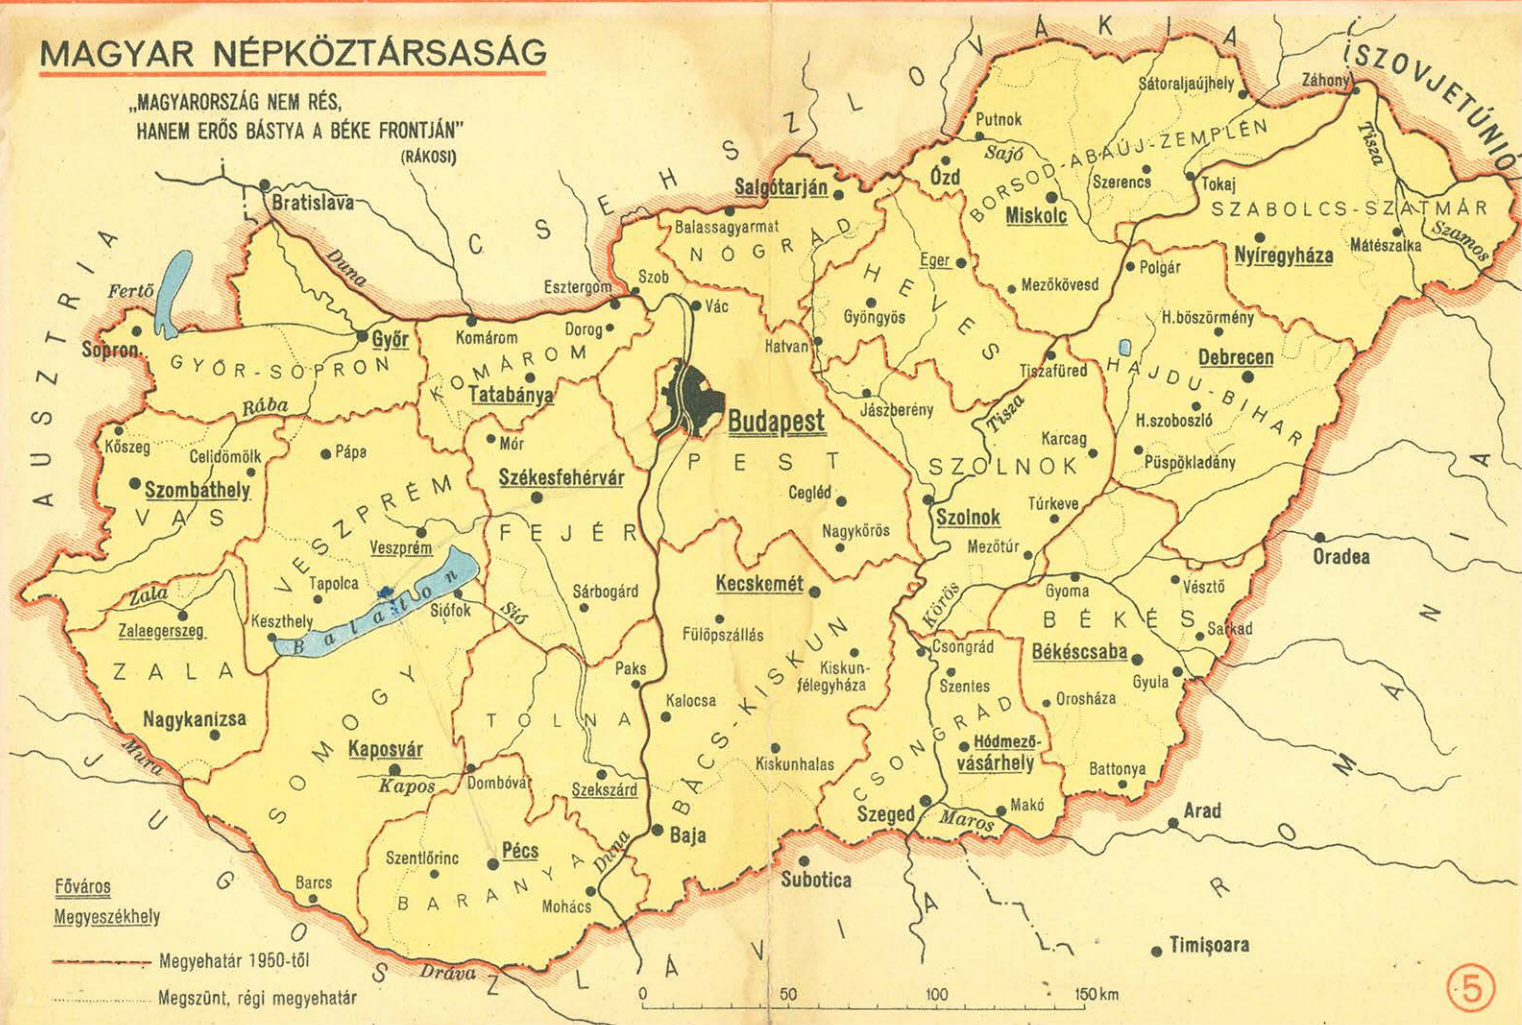 MAGYAR NÉPKÖZTÁRSASÁG
„MAGYARORSZÁG NEM RÉS,
HANEM ERŐS BÁSTYA A BÉKE FRONTJÁN”
(RÁKOSI)
CSEHSZLOVÁKIA
SZOVJETÚNIÓ
AUSZTRIA
ROMÁNIA
JUGOSZLÁVIA
Bratislava
Duna
Fertő
Sopron
Győr
GYŐR-SOPRON
Rába
Komárom
KOMÁROM
Esztergom
Dorog
Tatabánya
Szob
Vác
Balassagyarmat
Salgótarján
NÓGRÁD
Hatvan
Gyöngyös
HEVES
Eger
Ózd
Putnok
Sajó
BORSOD-ABAÚJ-ZEMPLÉN
Miskolc
Szerencs
Sátoraljaújhely
Mezőkövesd
Tokaj
Záhony
Tisza
SZABOLCS-SZATMÁR
Nyíregyháza
Mátészalka
Szamos
Polgár
H.böszörmény
Debrecen
HAJDU-BIHAR
H.szoboszló
Püspökladány
Tiszafüred
Jászberény
Tisza
Karcag
SZOLNOK
Túrkeve
Szolnok
Mezőtúr
Budapest
PEST
Cegléd
Nagykőrös
Kőszeg
Celldömölk
Szombathely
VAS
Pápa
Mór
Székesfehérvár
FEJÉR
VESZPRÉM
Veszprém
Tapolca
Keszthely
Balaton
Siófok
Sió
Sárbogárd
Zala
Zalaegerszeg
ZALA
Nagykanizsa
Mura
SOMOGY
Kaposvár
Kapos
Dombóvár
TOLNA
Paks
Szekszárd
Kecskemét
Fülöpszállás
Kiskun-
félegyháza
Kalocsa
BÁCS-KISKUN
Kiskunhalas
Baja
Körös
Gyoma
Vésztő
BÉKÉS
Sarkad
Békéscsaba
Gyula
Orosháza
Battonya
Csongrád
Szentes
CSONGRÁD
Hódmező-
vásárhely
Szeged
Maros
Makó
Szentlőrinc
Pécs
BARANYA
Mohács
Duna
Barcs
Dráva
Subotica
Oradea
Arad
Timişoara
Főváros
Megyeszékhely
Megyehatár 1950-től
Megszünt, régi megyehatár
0 50 100 150 km
5